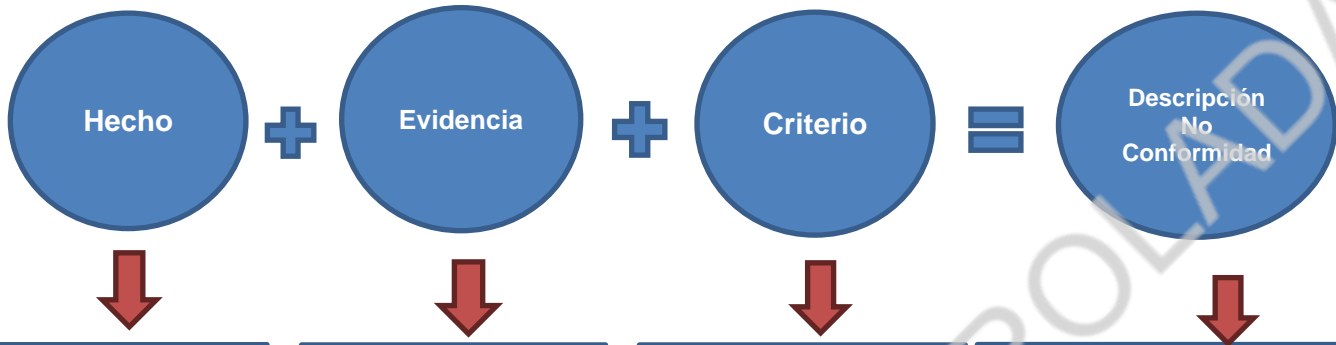 Hecho
Evidencia
Criterio
Descripción
No
Conformidad